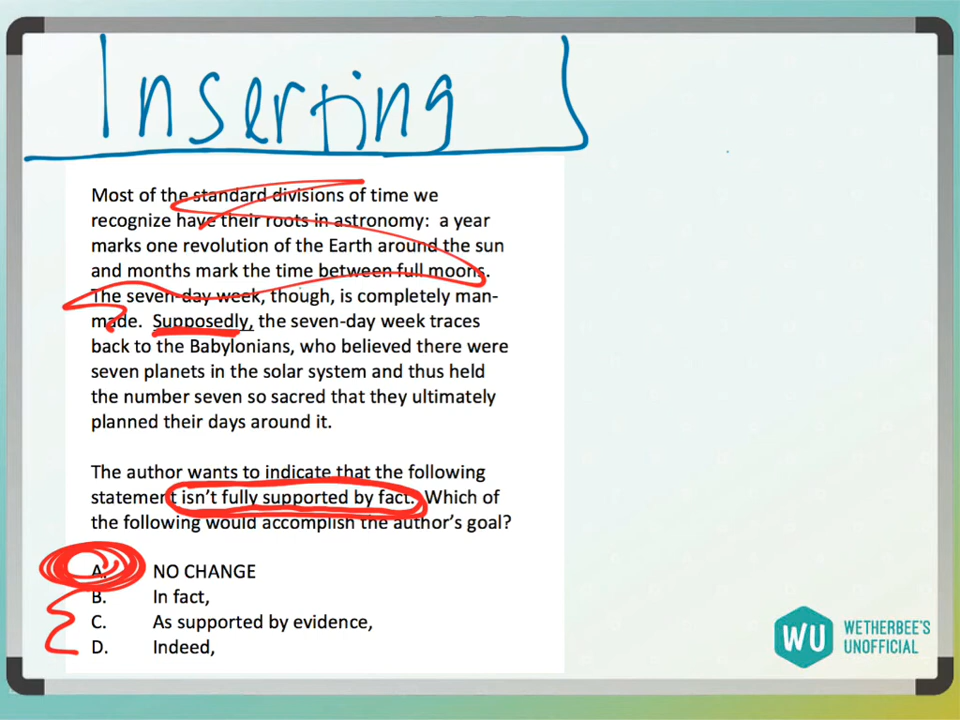 Inserting
Most of the standard divisions of time we
recognize have their roots in astronomy:  a year
marks one revolution of the Earth around the sun
and months mark the time between full moons.
The seven-day week, though, is completely man-
made.  Supposedly, the seven-day week traces
back to the Babylonians, who believed there were
seven planets in the solar system and thus held
the number seven so sacred that they ultimately
planned their days around it.
The author wants to indicate that the following
statement isn't fully supported by fact.  Which of
the following would accomplish the author's goal?
A. NO CHANGE
B. In fact,
C. As supported by evidence,
D. Indeed,
WU WETHERBEE'S
UNOFFICIAL